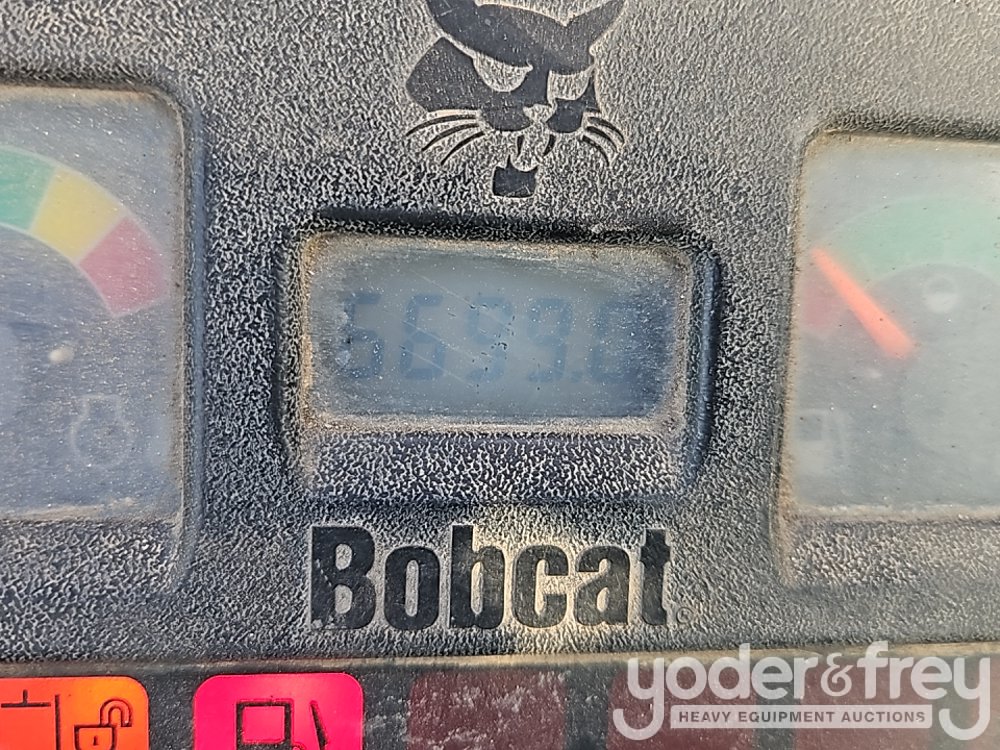 5699.0
Bobcat
yoder&frey
HEAVY EQUIPMENT AUCTIONS